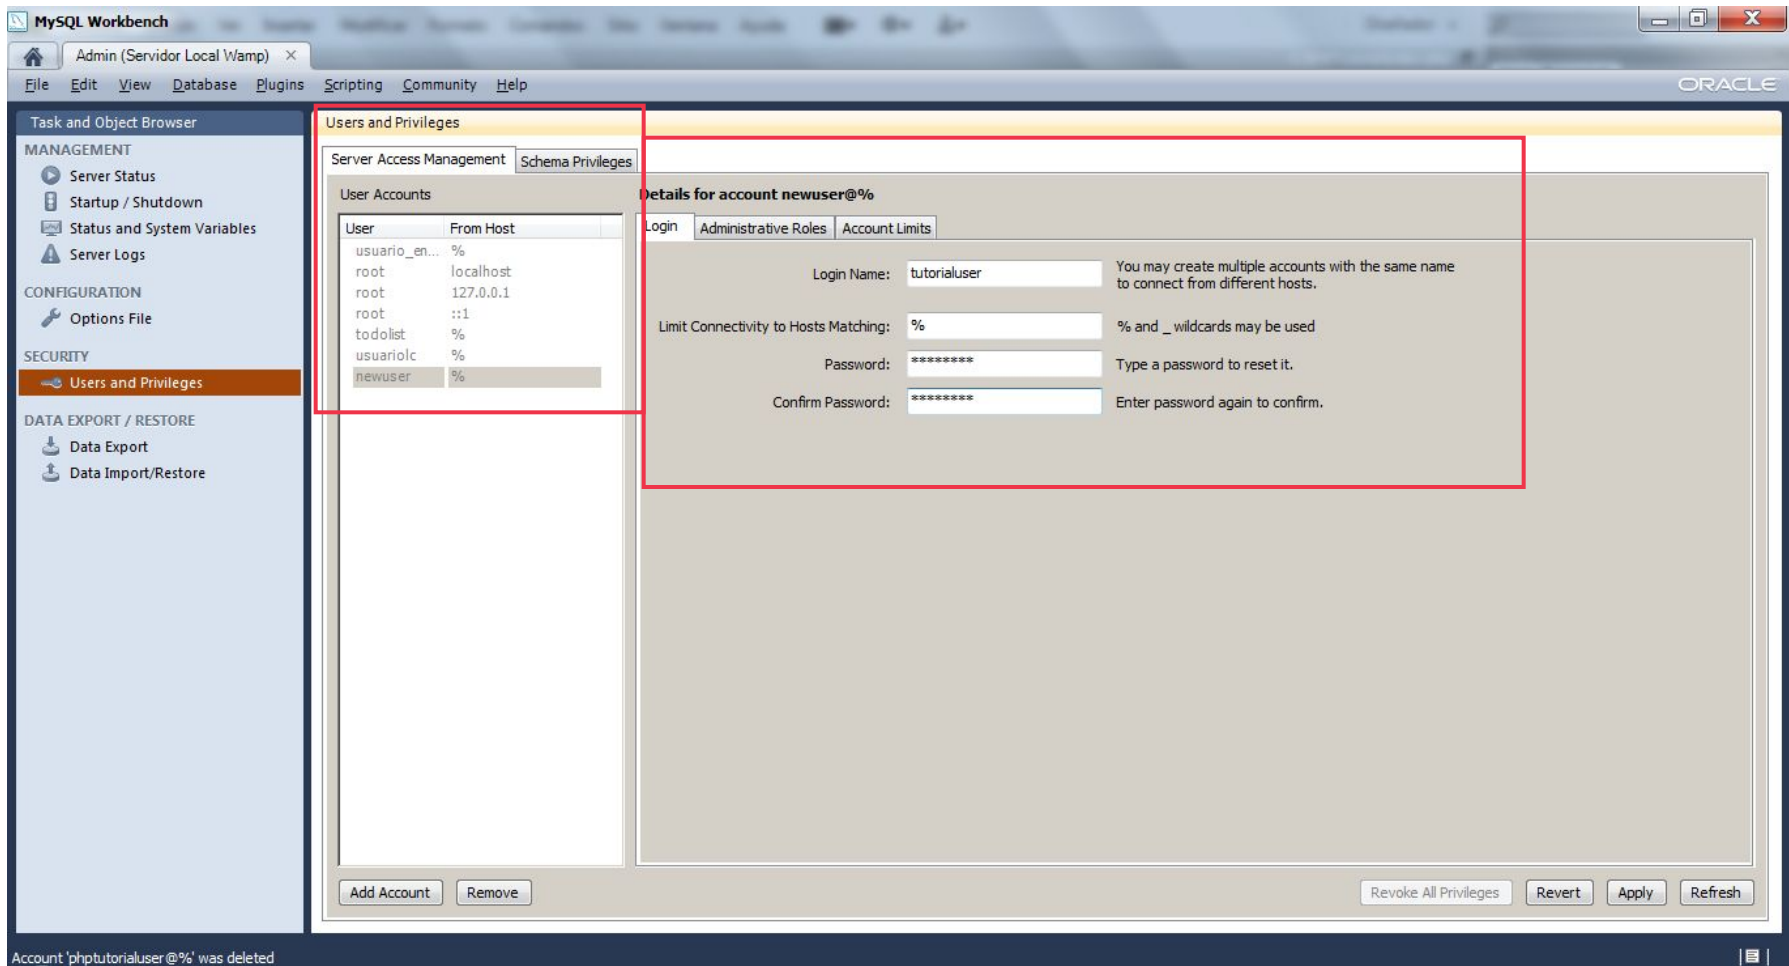 MySQL Workbench
Admin (Servidor Local Wamp)
File Edit View Database Plugins Scripting Community Help
ORACLE
Task and Object Browser
MANAGEMENT
Server Status
Startup / Shutdown
Status and System Variables
Server Logs
CONFIGURATION
Options File
SECURITY
Users and Privileges
DATA EXPORT / RESTORE
Data Export
Data Import/Restore
Users and Privileges
Server Access Management Schema Privileges
User Accounts
User From Host
usuario_en... %
root localhost
root 127.0.0.1
root ::1
todolist %
usuariolc %
newuser %
Add Account Remove
Details for account newuser@%
Login Administrative Roles Account Limits
Login Name: tutorialuser You may create multiple accounts with the same name
to connect from different hosts.
Limit Connectivity to Hosts Matching: % % and _ wildcards may be used
Password: ******** Type a password to reset it.
Confirm Password: ******** Enter password again to confirm.
Revoke All Privileges Revert Apply Refresh
Account 'phptutorialuser@%' was deleted